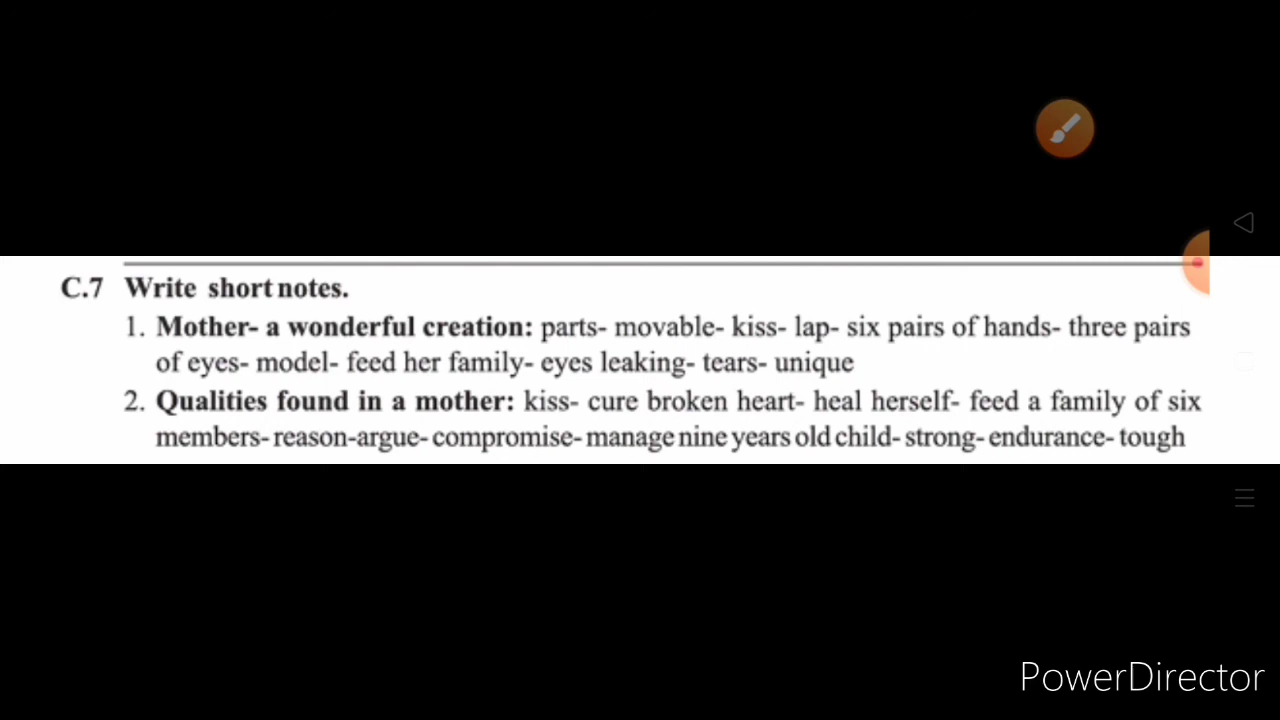 C.7 Write short notes.
1. Mother- a wonderful creation: parts- movable- kiss- lap- six pairs of hands- three pairs
of eyes- model- feed her family- eyes leaking- tears- unique
2. Qualities found in a mother: kiss- cure broken heart- heal herself- feed a family of six
members- reason-argue- compromise- manage nine years old child- strong- endurance- tough
PowerDirector